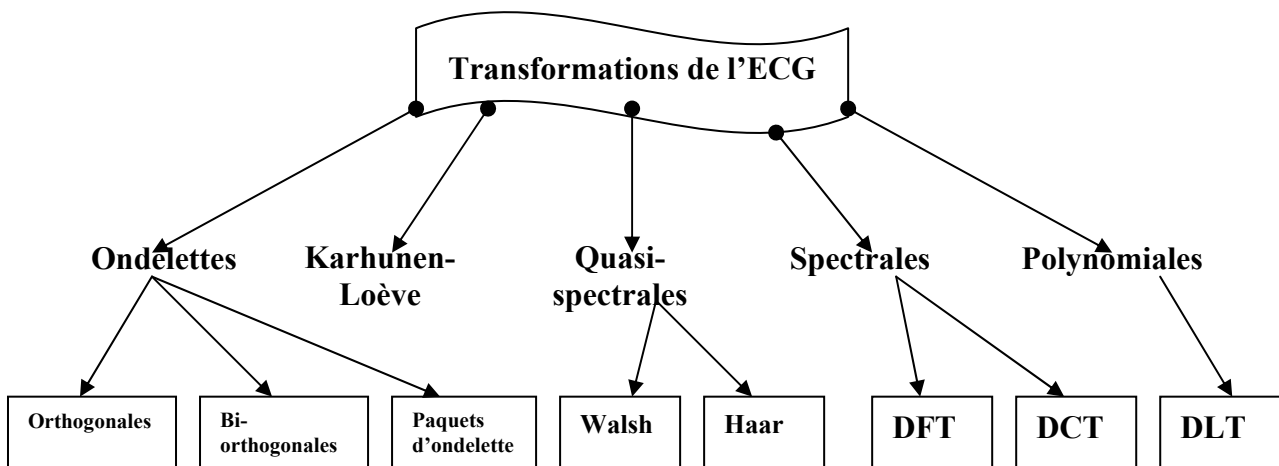 Transformations de l’ECG
Ondelettes
Karhunen-
Loève
Quasi-
spectrales
Spectrales
Polynomiales
Orthogonales
Bi-
orthogonales
Paquets
d’ondelette
Walsh
Haar
DFT
DCT
DLT